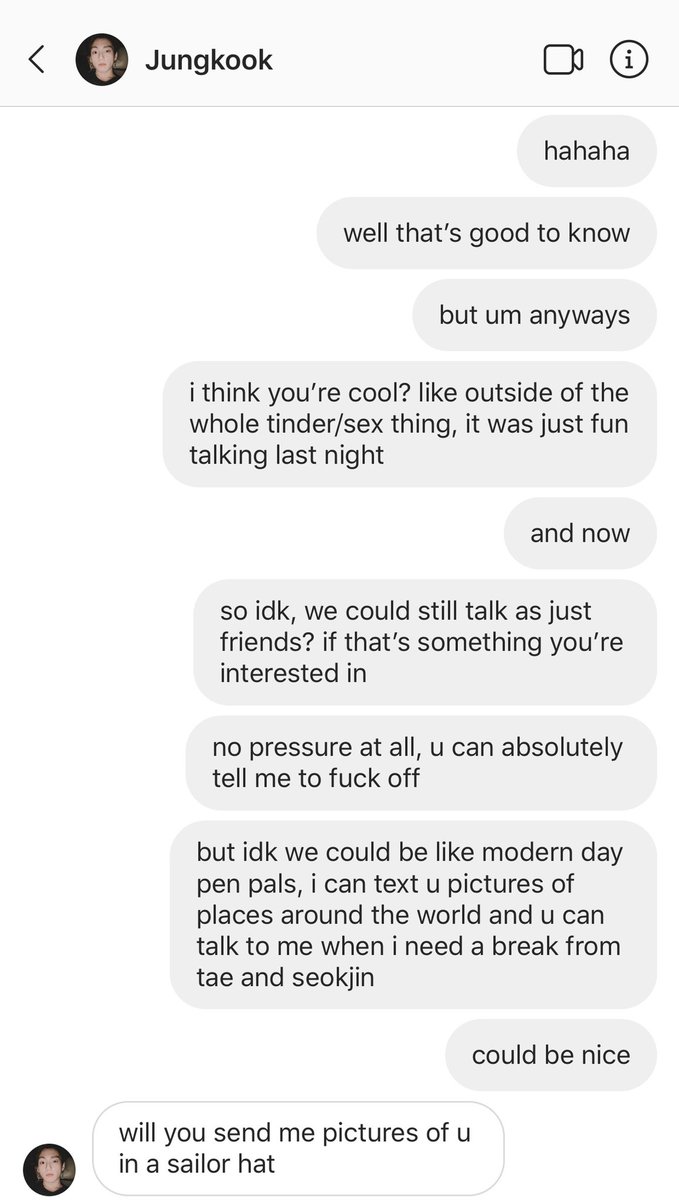 Jungkook
hahaha
well that’s good to know
but um anyways
i think you’re cool? like outside of the
whole tinder/sex thing, it was just fun
talking last night
and now
so idk, we could still talk as just
friends? if that’s something you’re
interested in
no pressure at all, u can absolutely
tell me to fuck off
but idk we could be like modern day
pen pals, i can text u pictures of
places around the world and u can
talk to me when i need a break from
tae and seokjin
could be nice
will you send me pictures of u
in a sailor hat